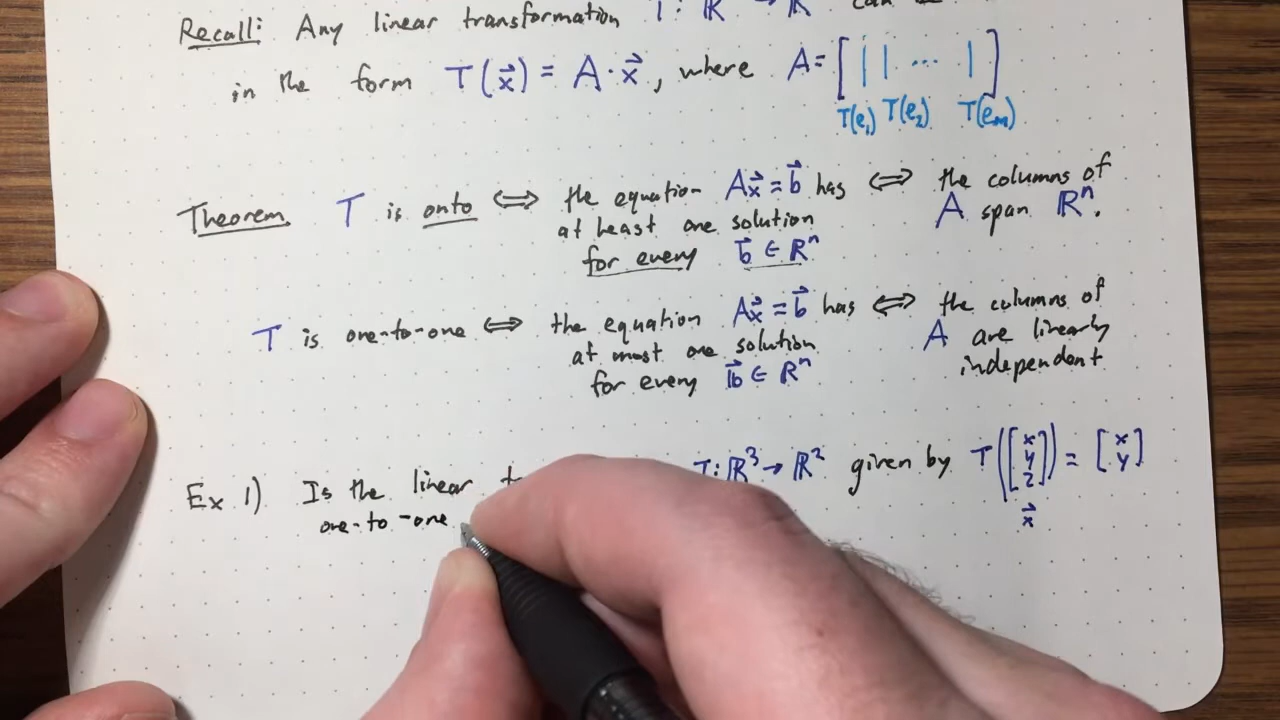 Recall: Any linear transformation T: ℝ → ℝ can
in the form T(x⃗) = A·x⃗, where A = [ | | ⋯ | ]
T(e₁) T(e₂) T(eₘ)
Theorem T is onto ⟺ the equation Ax⃗ = b⃗ has ⟺ the columns of
at least one solution A span ℝⁿ.
for every b⃗ ∈ ℝⁿ
T is one-to-one ⟺ the equation Ax⃗ = b⃗ has ⟺ the columns of
at most one solution A are linearly
for every b⃗ ∈ ℝⁿ independent
Ex 1) Is the linear T: ℝ³ → ℝ² given by T([x y z]) = [x y]
one-to-one x⃗